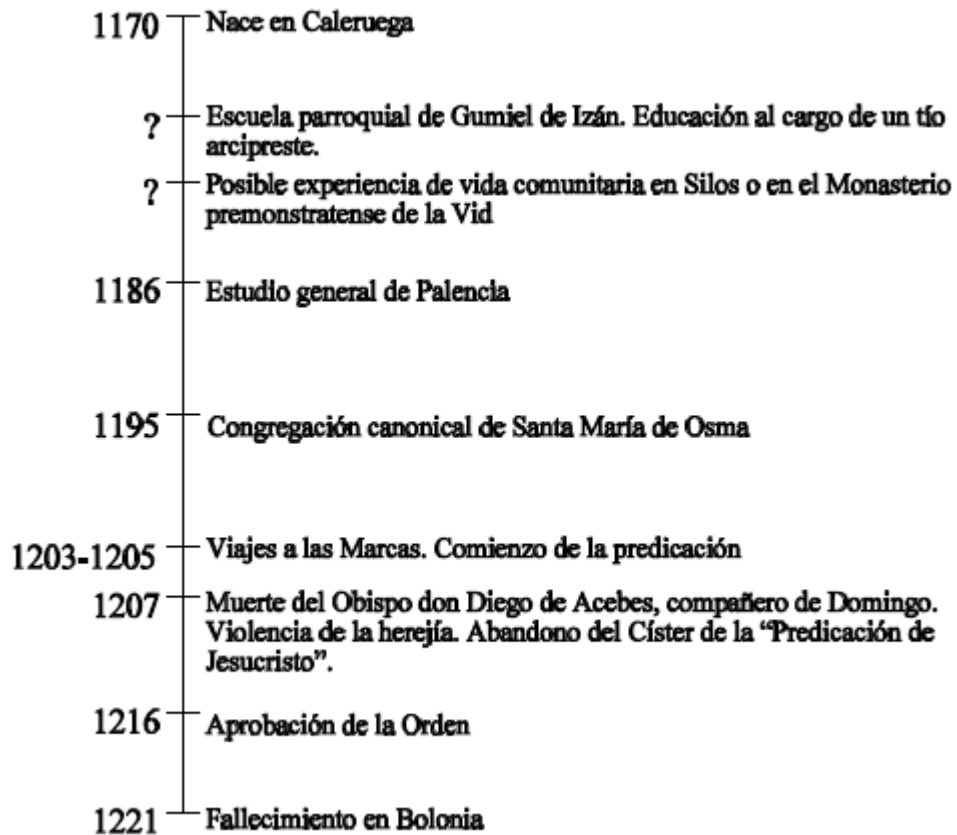 1170 Nace en Caleruega
? Escuela parroquial de Gumiel de Izán. Educación al cargo de un tío
arcipreste.
? Posible experiencia de vida comunitaria en Silos o en el Monasterio
premonstratense de la Vid
1186 Estudio general de Palencia
1195 Congregación canonical de Santa María de Osma
1203-1205 Viajes a las Marcas. Comienzo de la predicación
1207 Muerte del Obispo don Diego de Acebes, compañero de Domingo.
Violencia de la herejía. Abandono del Císter de la “Predicación de
Jesucristo”.
1216 Aprobación de la Orden
1221 Fallecimiento en Bolonia